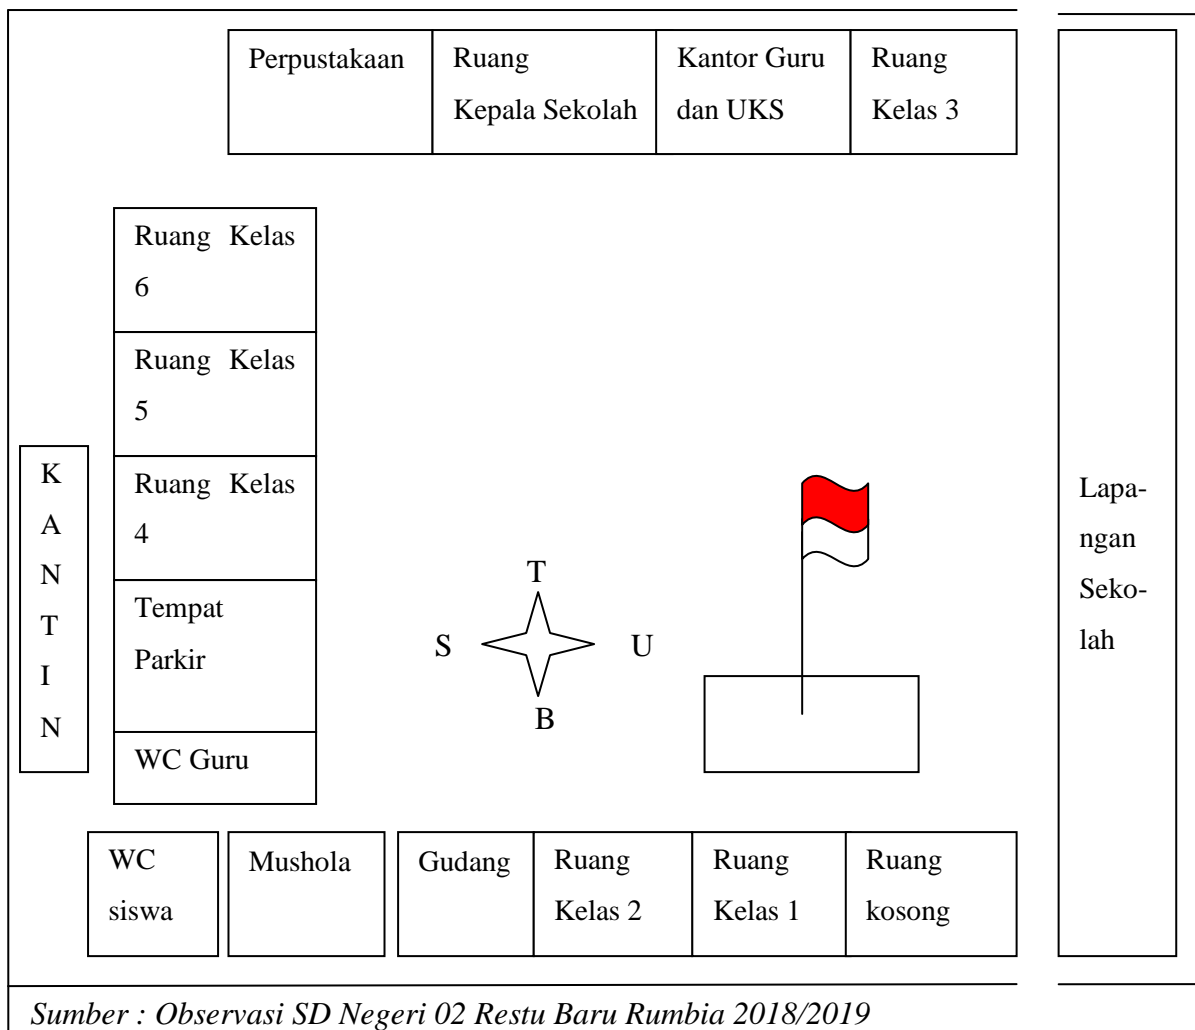 Perpustakaan
Ruang
Kepala Sekolah
Kantor Guru
dan UKS
Ruang
Kelas 3
Ruang Kelas
6
Ruang Kelas
5
Ruang Kelas
4
Tempat
Parkir
WC Guru
K
A
N
T
I
N
T
S
U
B
Lapa-
ngan
Seko-
lah
WC
siswa
Mushola
Gudang
Ruang
Kelas 2
Ruang
Kelas 1
Ruang
kosong
Sumber : Observasi SD Negeri 02 Restu Baru Rumbia 2018/2019